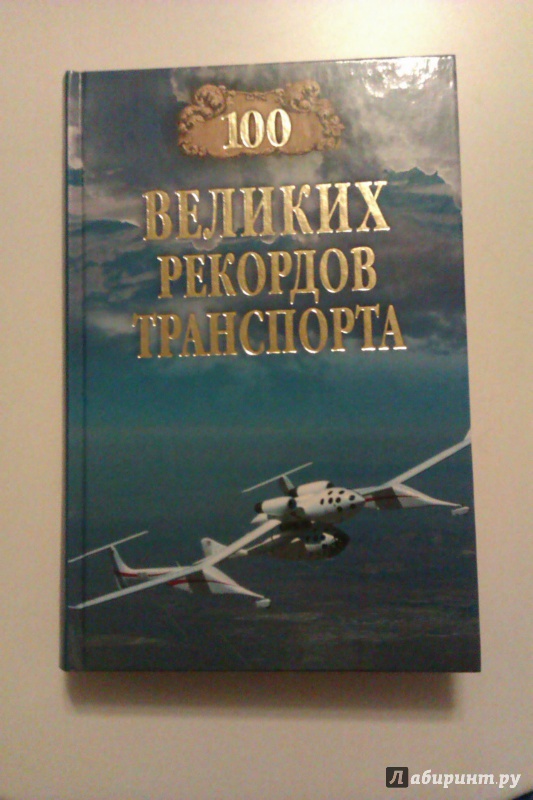 100
ВЕЛИКИХ
РЕКОРДОВ
ТРАНСПОРТА
Лабиринт.ру